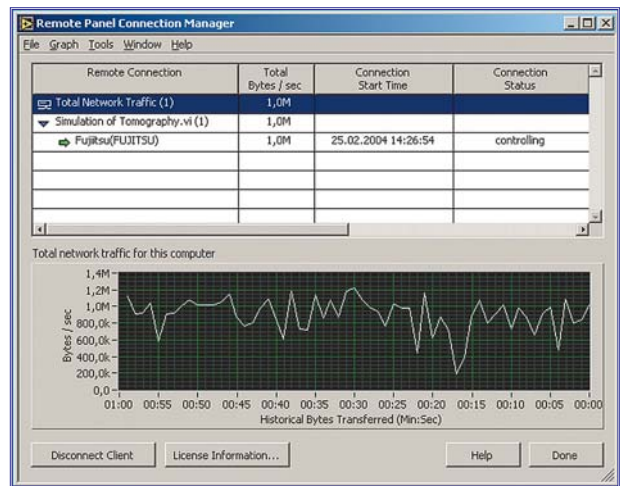 Remote Panel Connection Manager
File Graph Tools Window Help
Remote Connection Total Bytes / sec Connection Start Time Connection Status
Total Network Traffic (1) 1,0M
Simulation of Tomography.vi (1) 1,0M
Fujitsu(FUJITSU) 1,0M 25.02.2004 14:26:54 controlling
Total network traffic for this computer
1,4M
1,2M
1,0M
800,0k
600,0k
400,0k
200,0k
0,0
Bytes / sec
01:00 00:55 00:50 00:45 00:40 00:35 00:30 00:25 00:20 00:15 00:10 00:05 00:00
Historical Bytes Transferred (Min:Sec)
Disconnect Client License Information... Help Done